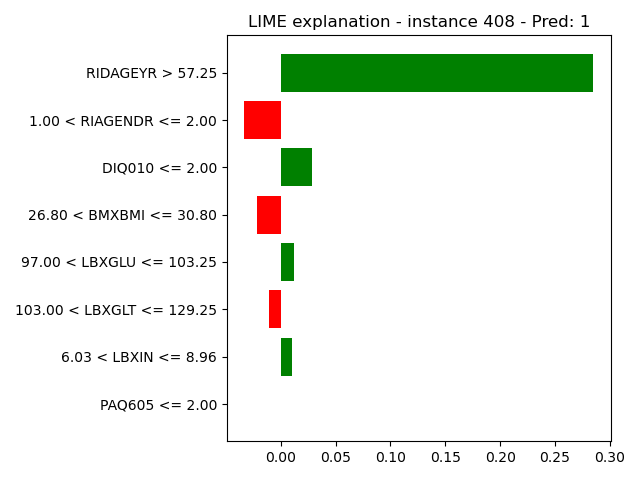 LIME explanation - instance 408 - Pred: 1
RIDAGEYR > 57.25
1.00 < RIAGENDR <= 2.00
DIQ010 <= 2.00
26.80 < BMXBMI <= 30.80
97.00 < LBXGLU <= 103.25
103.00 < LBXGLT <= 129.25
6.03 < LBXIN <= 8.96
PAQ605 <= 2.00
0.00 0.05 0.10 0.15 0.20 0.25 0.30